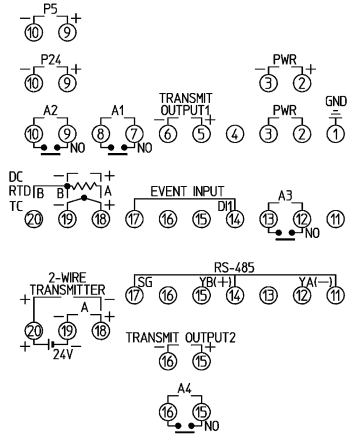 P5
- +
10 9
P24
- +
10 9
PWR
- +
3 2
A2 A1 TRANSMIT OUTPUT1 PWR GND
- +
10 9 8 7 6 5 4 3 2 1
NO NO
DC - +
RTD B B A
TC - +
EVENT INPUT
DI1
A3
20 19 18 17 16 15 14 13 12 11
NO
2-WIRE TRANSMITTER
RS-485
SG YB(+) YA(-)
17 16 15 14 13 12 11
+ -
- A +
20 19 18
+ 24V -
TRANSMIT OUTPUT2
- +
16 15
A4
16 15
NO